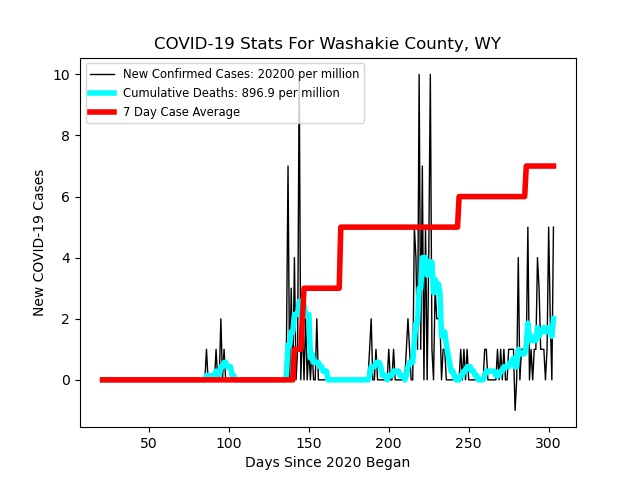 COVID-19 Stats For Washakie County, WY
New Confirmed Cases: 20200 per million
Cumulative Deaths: 896.9 per million
7 Day Case Average
New COVID-19 Cases
10
8
6
4
2
0
50 100 150 200 250 300
Days Since 2020 Began